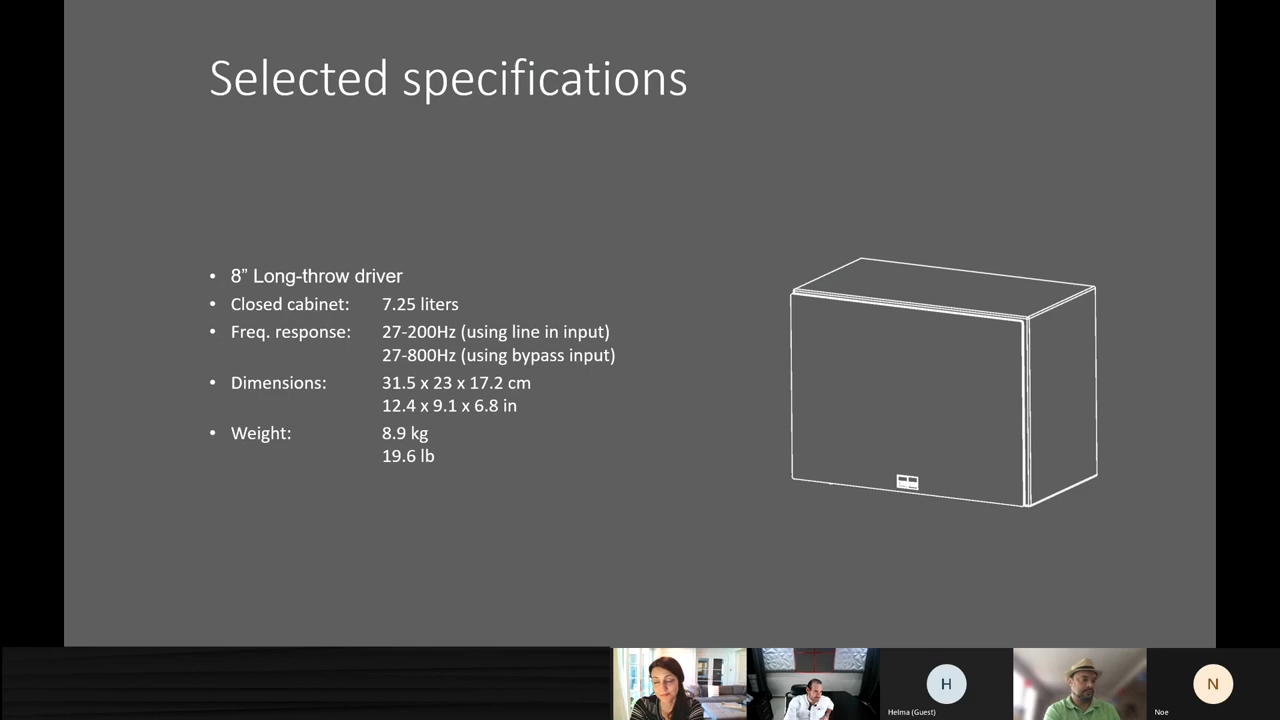 Selected specifications
• 8” Long-throw driver
• Closed cabinet: 7.25 liters
• Freq. response: 27-200Hz (using line in input)
27-800Hz (using bypass input)
• Dimensions: 31.5 x 23 x 17.2 cm
12.4 x 9.1 x 6.8 in
• Weight: 8.9 kg
19.6 lb
H
N
Helma (Guest)
Noe